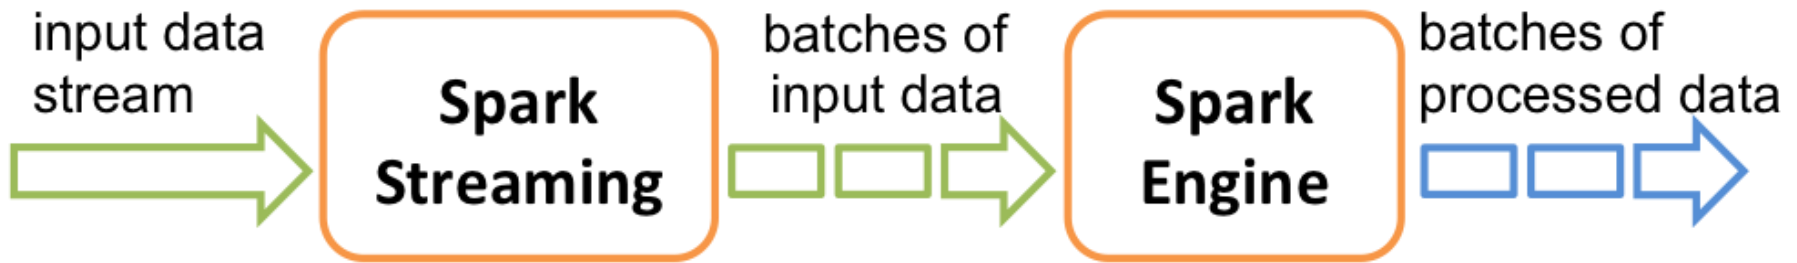 input data
stream
Spark
Streaming
batches of
input data
Spark
Engine
batches of
processed data